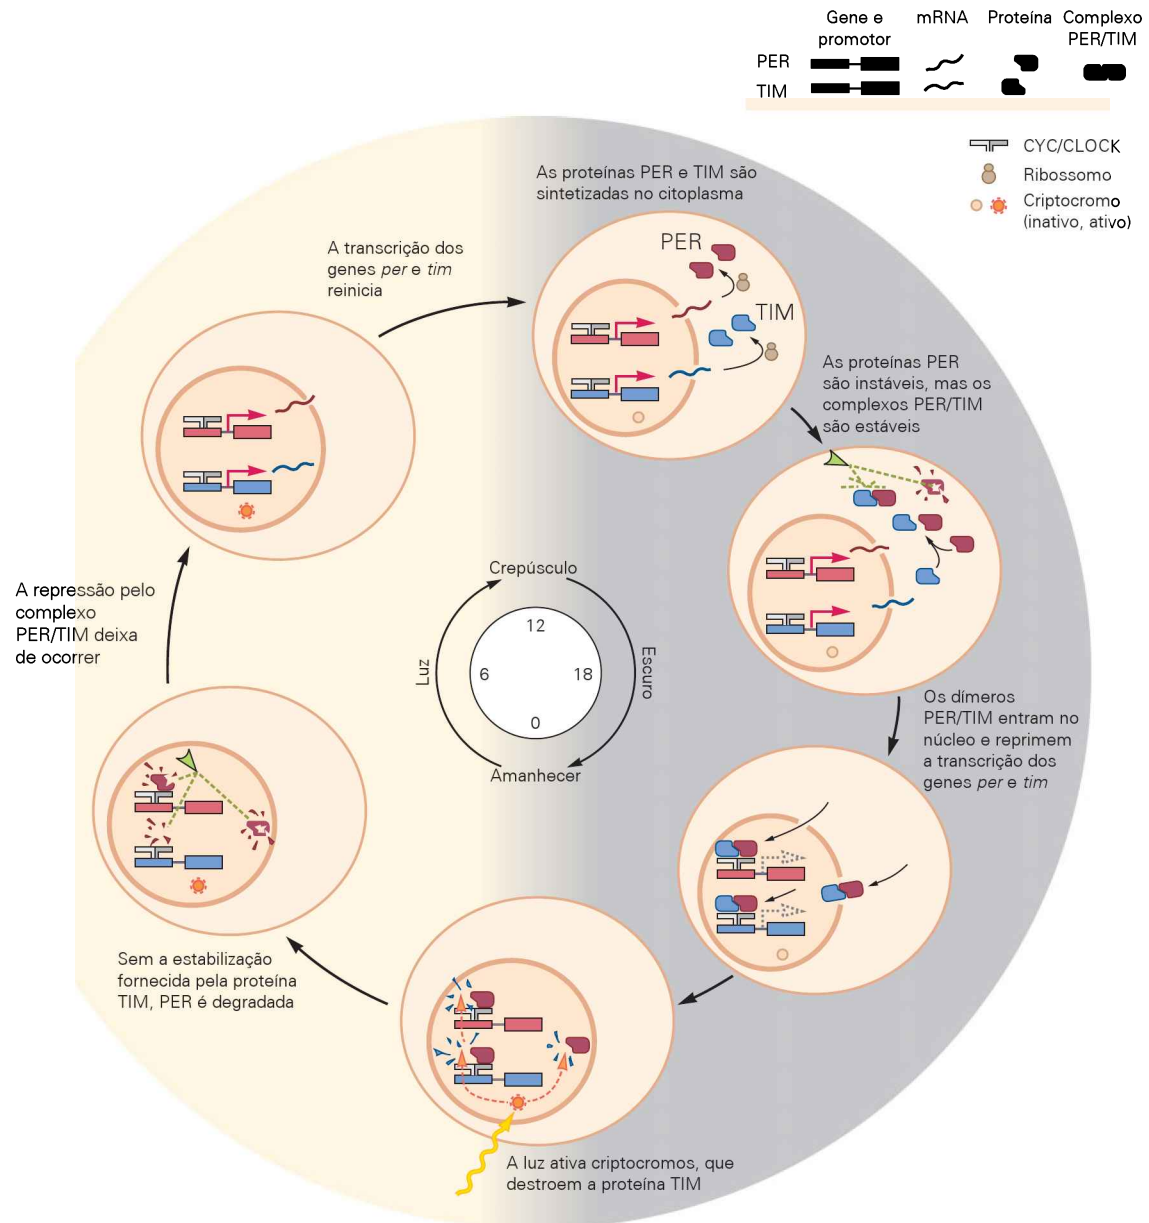 Gene e
promotor
mRNA
Proteína
Complexo
PER/TIM
PER
TIM
CYC/CLOCK
Ribossomo
Criptocromo
(inativo, ativo)
As proteínas PER e TIM são
sintetizadas no citoplasma
PER
TIM
A transcrição dos
genes per e tim
reinicia
As proteínas PER
são instáveis, mas os
complexos PER/TIM
são estáveis
Crepúsculo
12
6
18
0
Luz
Escuro
Amanhecer
A repressão pelo
complexo
PER/TIM deixa
de ocorrer
Os dímeros
PER/TIM entram no
núcleo e reprimem
a transcrição dos
genes per e tim
Sem a estabilização
fornecida pela proteína
TIM, PER é degradada
A luz ativa criptocromos, que
destroem a proteína TIM